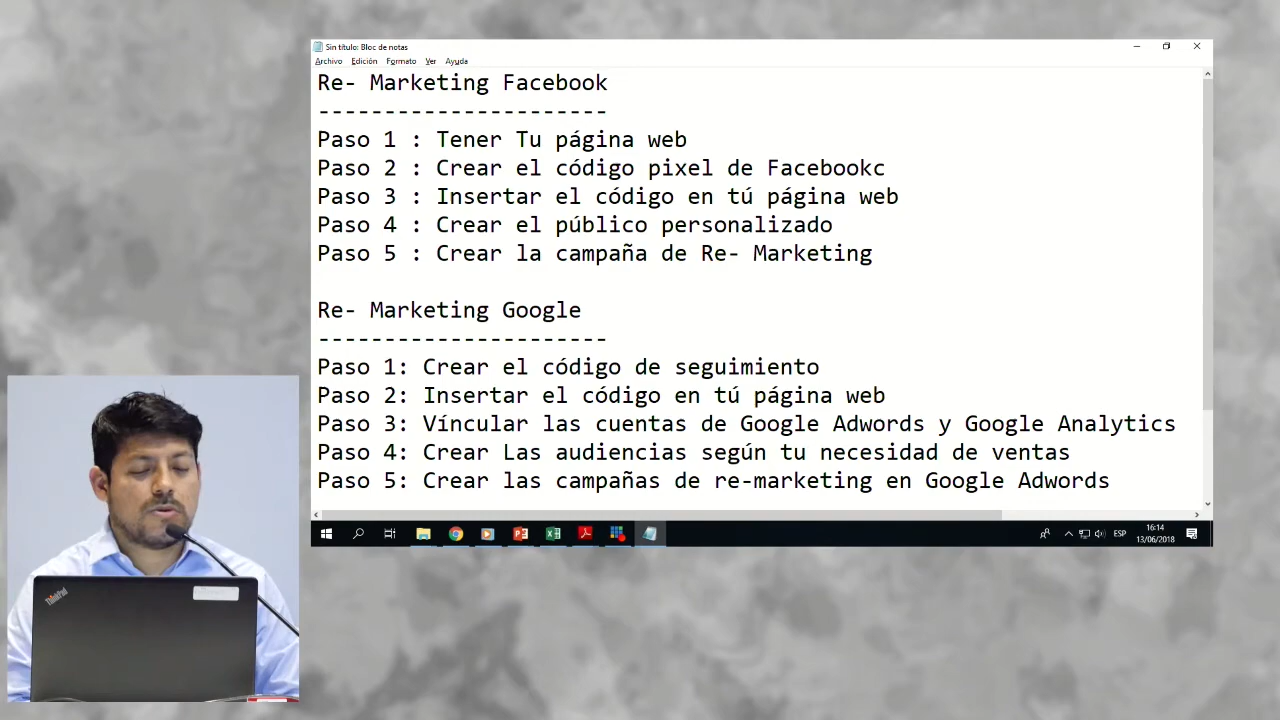 Sin título: Bloc de notas
Archivo Edición Formato Ver Ayuda
Re- Marketing Facebook
----------------------
Paso 1 : Tener Tu página web
Paso 2 : Crear el código pixel de Facebookc
Paso 3 : Insertar el código en tú página web
Paso 4 : Crear el público personalizado
Paso 5 : Crear la campaña de Re- Marketing
Re- Marketing Google
----------------------
Paso 1: Crear el código de seguimiento
Paso 2: Insertar el código en tú página web
Paso 3: Víncular las cuentas de Google Adwords y Google Analytics
Paso 4: Crear Las audiencias según tu necesidad de ventas
Paso 5: Crear las campañas de re-marketing en Google Adwords
ESP
16:14
13/06/2018
ThinkPad